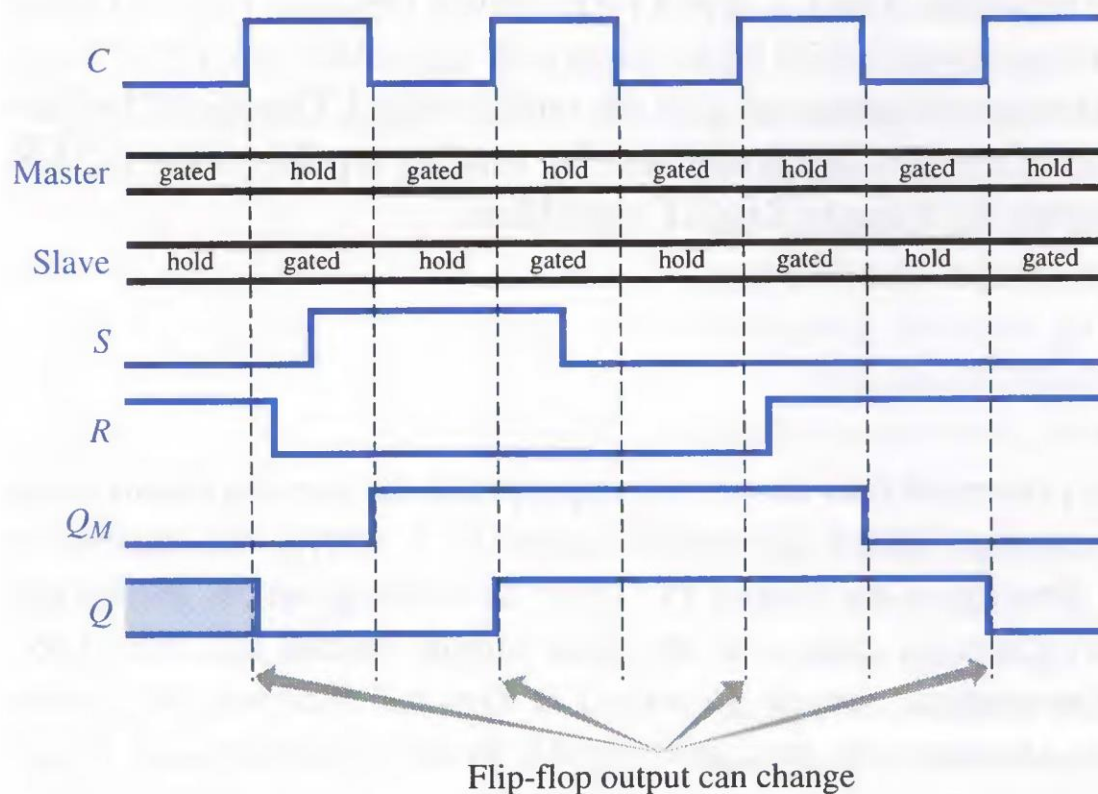 C
Master gated hold gated hold gated hold gated hold
Slave hold gated hold gated hold gated hold gated
S
R
QM
Q
Flip-flop output can change